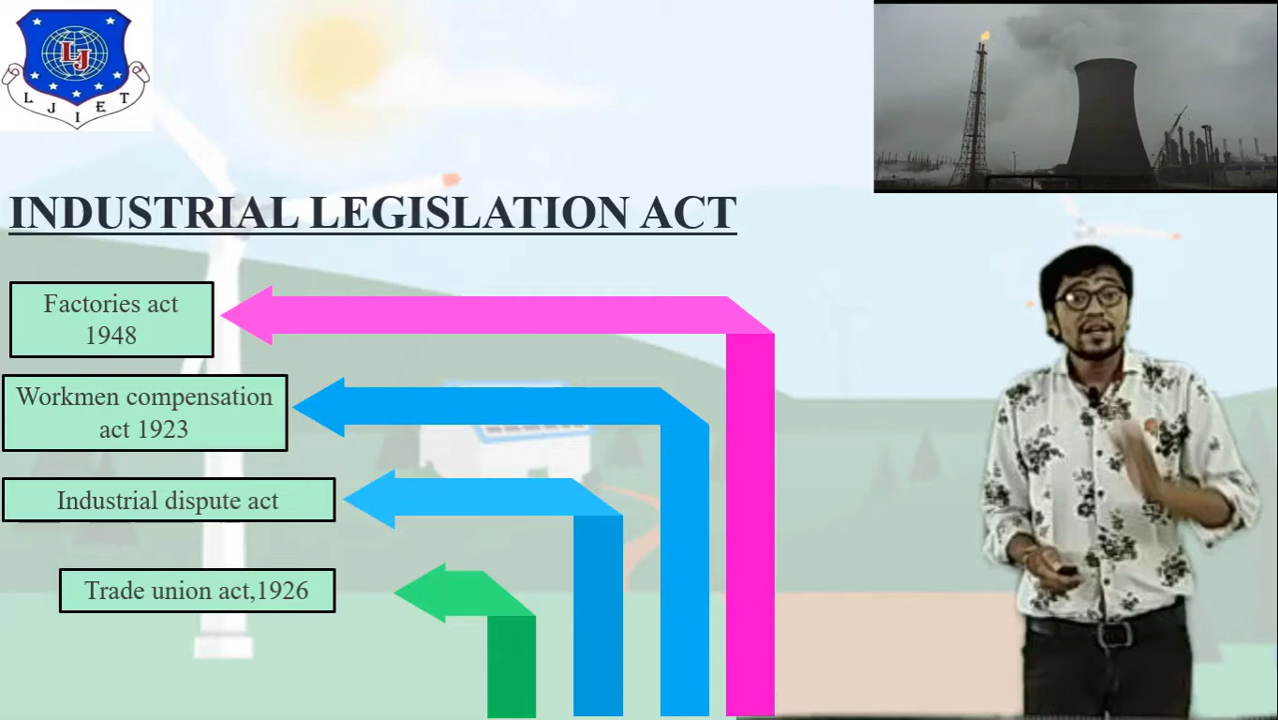 LJ
L J I E T
INDUSTRIAL LEGISLATION ACT
Factories act
1948
Workmen compensation
act 1923
Industrial dispute act
Trade union act,1926